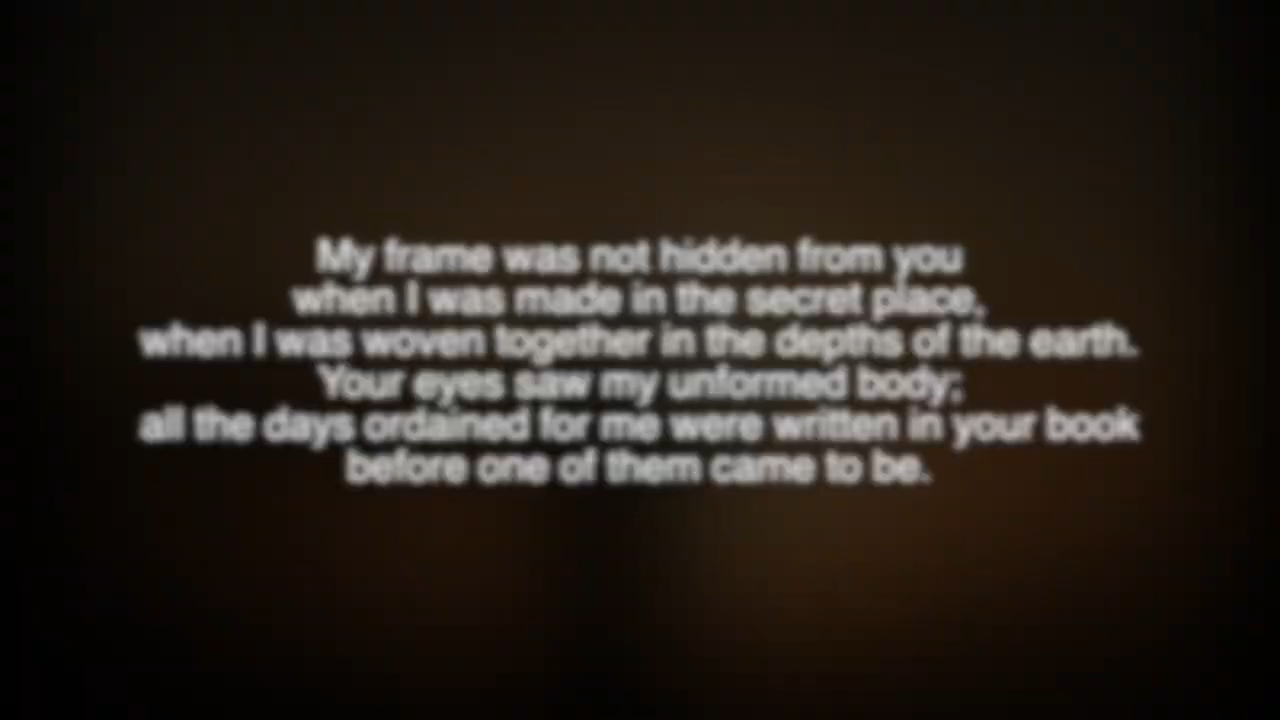 My frame was not hidden from you
when I was made in the secret place,
when I was woven together in the depths of the earth.
Your eyes saw my unformed body;
all the days ordained for me were written in your book
before one of them came to be.